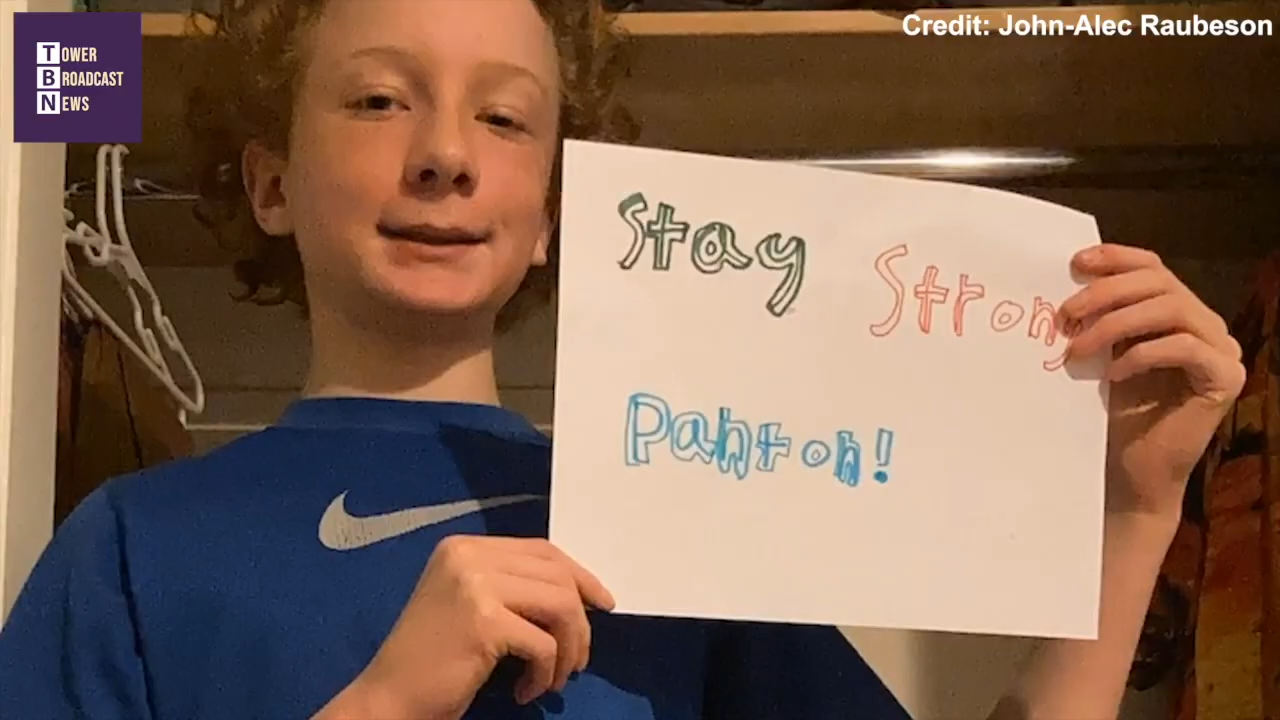 Credit: John-Alec Raubeson
TOWER
BROADCAST
NEWS
Stay Strong
Panton!